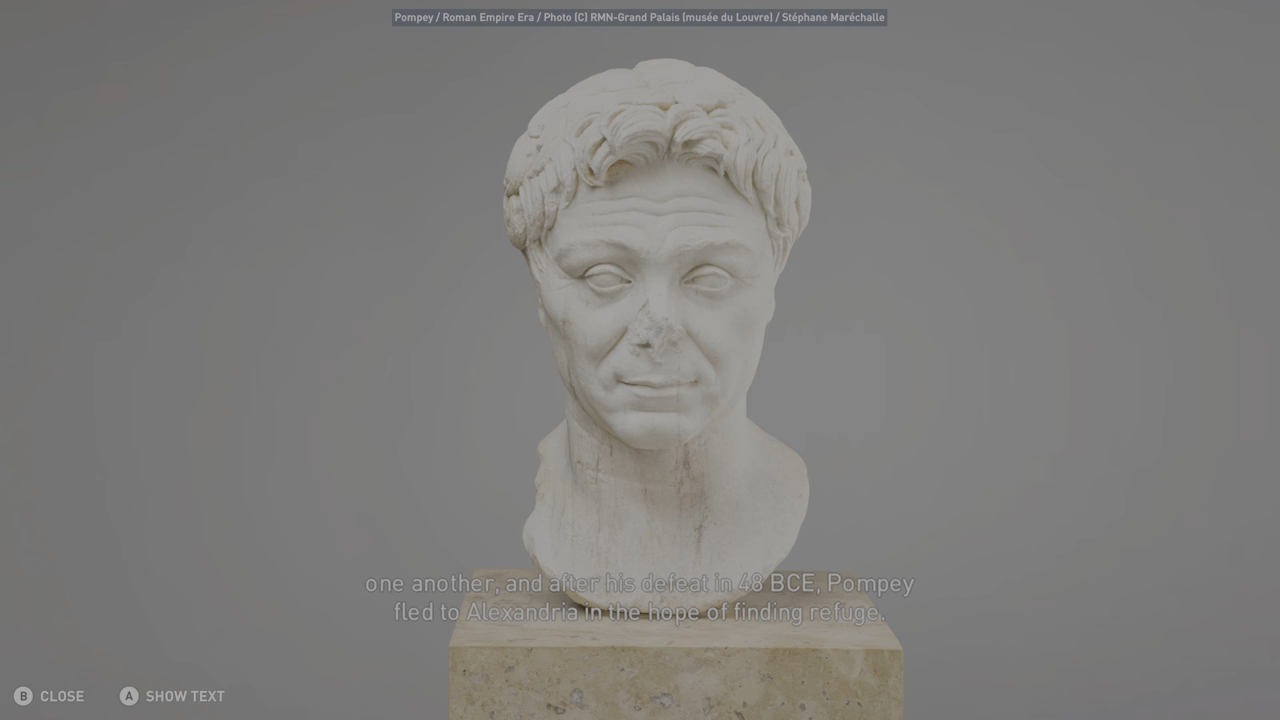 Pompey / Roman Empire Era / Photo (C) RMN-Grand Palais (musée du Louvre) / Stéphane Maréchalle
one another, and after his defeat in 48 BCE, Pompey
fled to Alexandria in the hope of finding refuge.
B CLOSE A SHOW TEXT